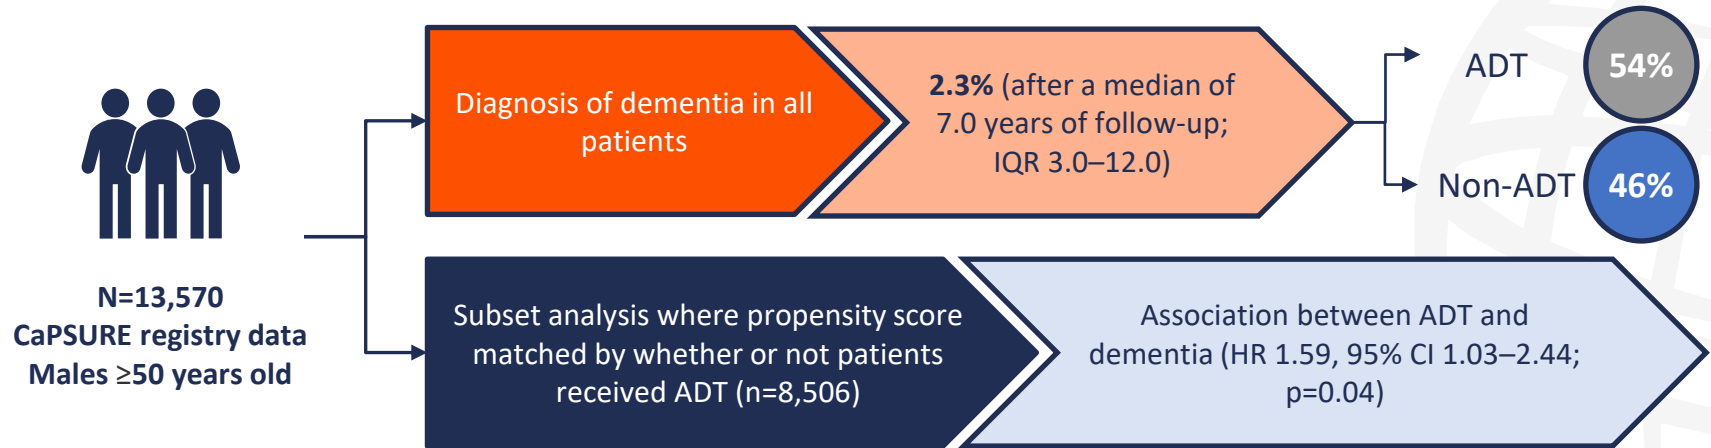 N=13,570
CaPSURE registry data
Males ≥50 years old
Diagnosis of dementia in all
patients
2.3% (after a median of
7.0 years of follow-up;
IQR 3.0–12.0)
ADT
54%
Non-ADT
46%
Subset analysis where propensity score
matched by whether or not patients
received ADT (n=8,506)
Association between ADT and
dementia (HR 1.59, 95% CI 1.03–2.44;
p=0.04)